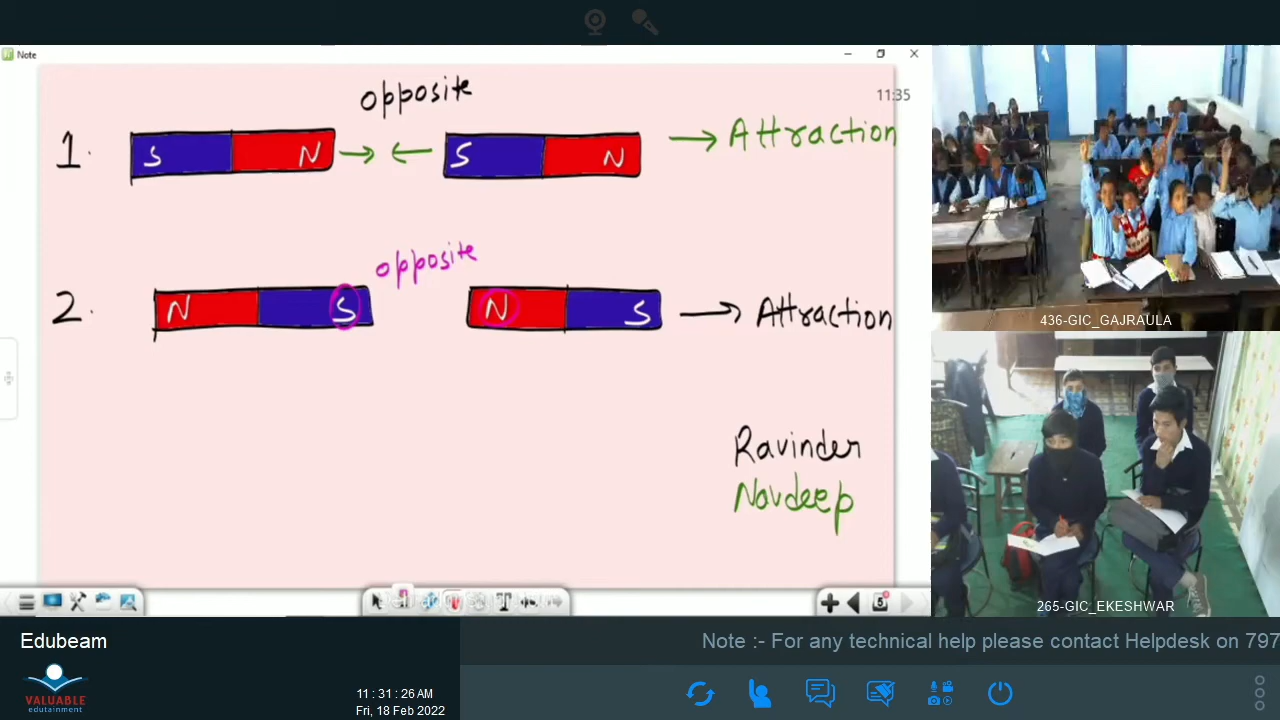 Note
11:35
opposite
1. S N → ← S N → Attraction
opposite
2. N S N S → Attraction
Ravinder
Navdeep
436-GIC_GAJRAULA
265-GIC_EKESHWAR
5
Edubeam
Note :- For any technical help please contact Helpdesk on 797
VALUABLE
edutainment
11 : 31 : 26 AM
Fri, 18 Feb 2022